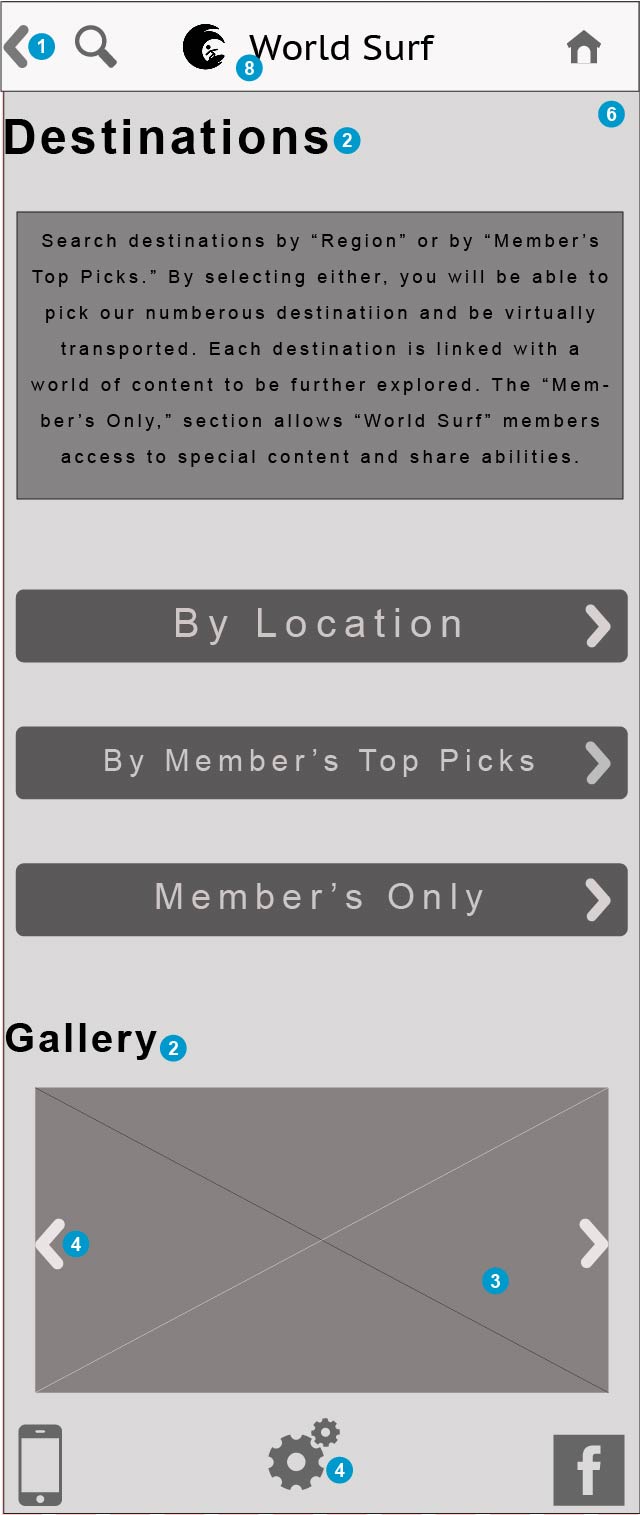 1
World Surf
8
6
Destinations 2
Search destinations by “Region” or by “Member’s
Top Picks.” By selecting either, you will be able to
pick our numberous destinatiion and be virtually
transported. Each destination is linked with a
world of content to be further explored. The “Mem-
ber’s Only,” section allows “World Surf” members
access to special content and share abilities.
By Location
By Member’s Top Picks
Member’s Only
Gallery 2
4
3
4
f